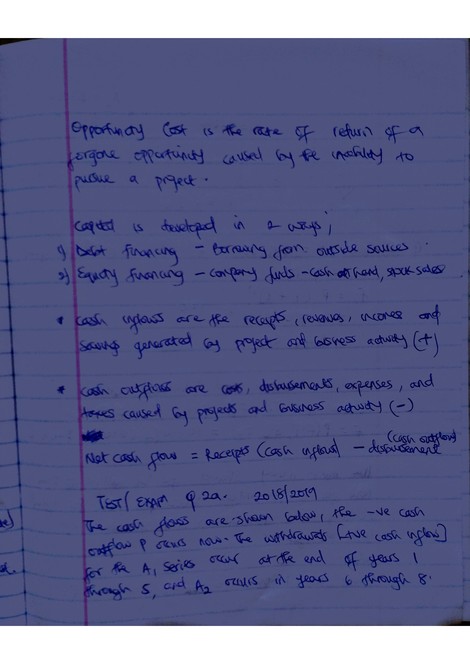 Opportunity Cost is the rate of return of a
forgone opportunity caused by the inability to
pursue a project.
Capital is developed in 2 ways;
1) Debt financing - Borrowing from outside sources.
2) Equity financing - company funds - cash on hand, stock sales
• Cash inflows are the receipts, revenues, incomes and
savings generated by project and business activity (+)
• Cash outflows are costs, disbursements, expenses, and
taxes caused by projects and business activity (-)
(cash outflow)
Net cash flow = Receipts (cash inflow) - disbursement
TEST/EXAM Q 2a. 2018/2019
The cash flows are shown below, the -ve cash
outflow P occurs now. The withdrawals [+ve cash inflow]
for the A1 series occur at the end of years 1
through 5, and A2 occurs in years 6 through 8.